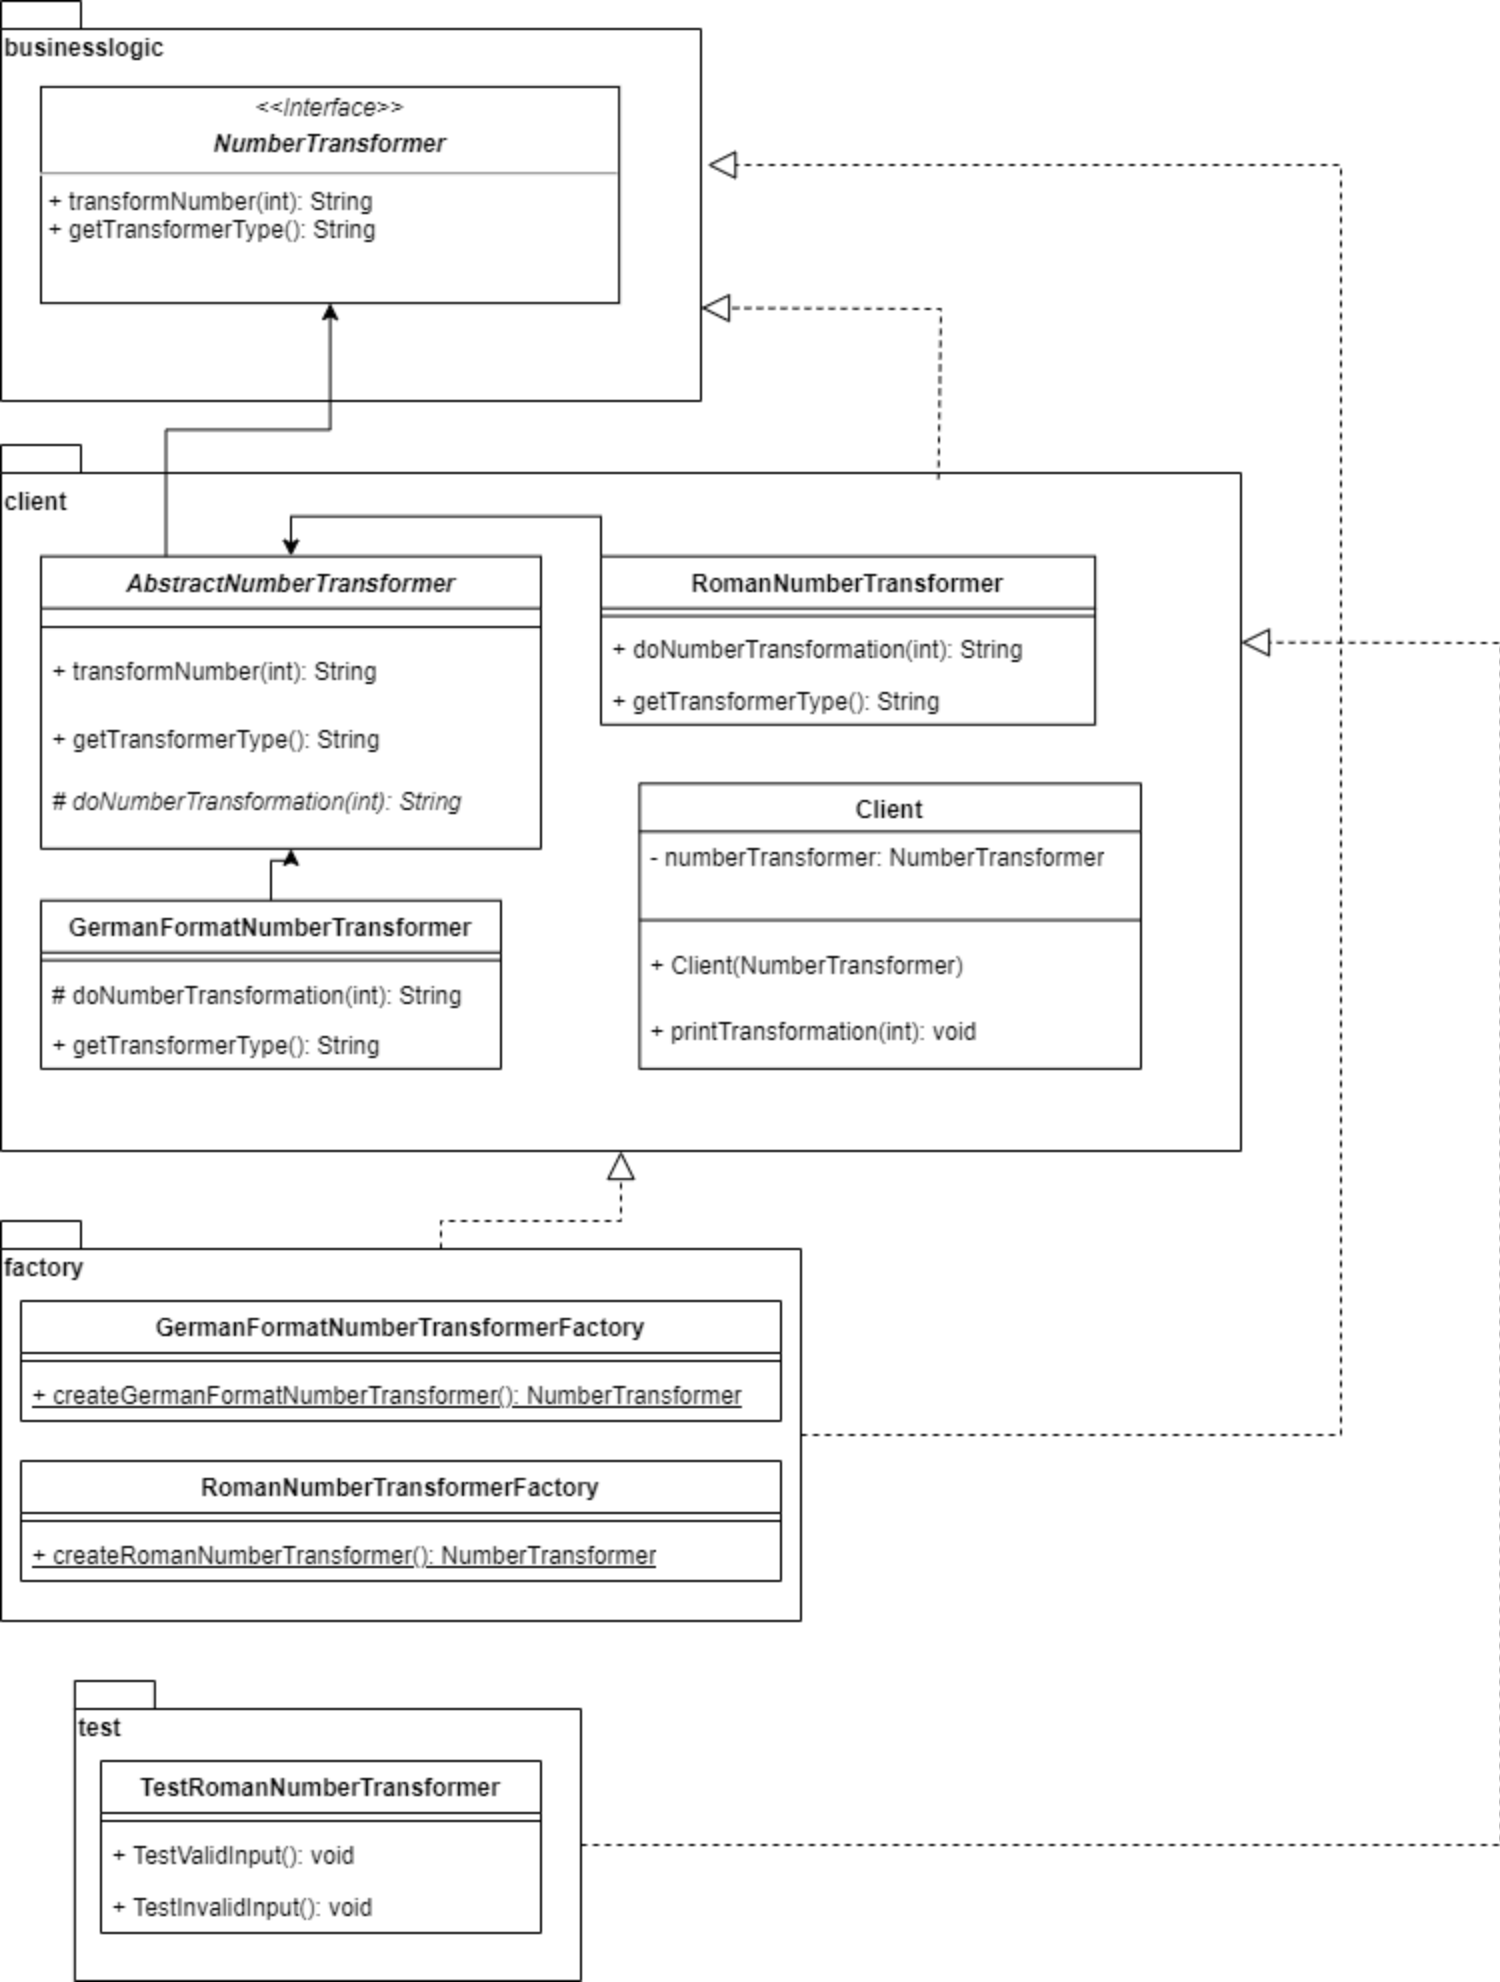 businesslogic
<<Interface>>
NumberTransformer
+ transformNumber(int): String
+ getTransformerType(): String
client
AbstractNumberTransformer
+ transformNumber(int): String
+ getTransformerType(): String
# doNumberTransformation(int): String
RomanNumberTransformer
+ doNumberTransformation(int): String
+ getTransformerType(): String
GermanFormatNumberTransformer
# doNumberTransformation(int): String
+ getTransformerType(): String
Client
- numberTransformer: NumberTransformer
+ Client(NumberTransformer)
+ printTransformation(int): void
factory
GermanFormatNumberTransformerFactory
+ createGermanFormatNumberTransformer(): NumberTransformer
RomanNumberTransformerFactory
+ createRomanNumberTransformer(): NumberTransformer
test
TestRomanNumberTransformer
+ TestValidInput(): void
+ TestInvalidInput(): void